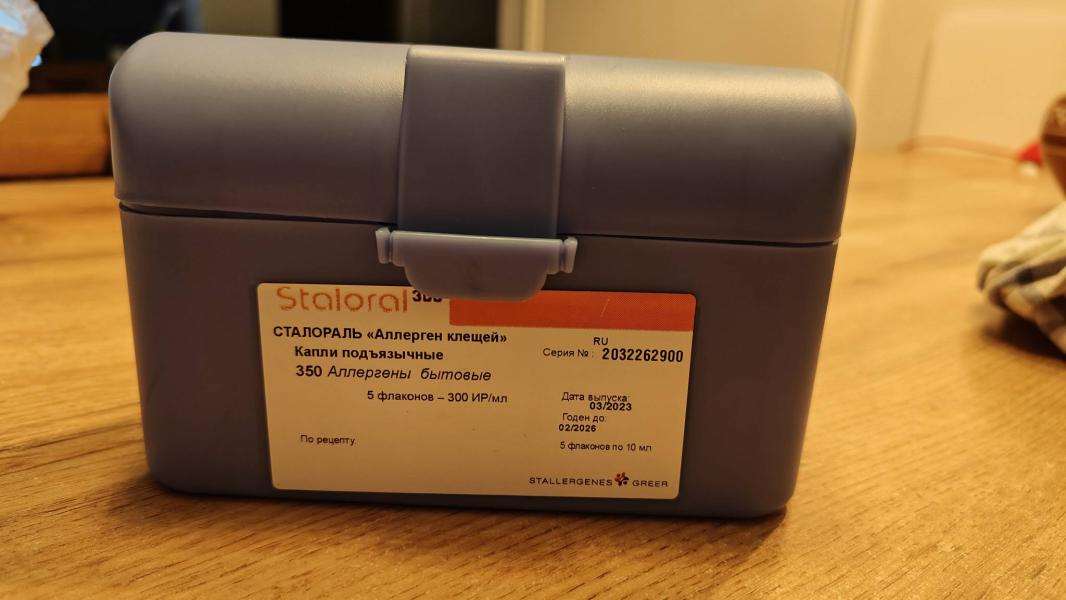 Staloral 300
СТАЛОРАЛЬ «Аллерген клещей»
Капли подъязычные
350 Аллергены бытовые
5 флаконов – 300 ИР/мл
По рецепту.
RU
Серия № : 2032262900
Дата выпуска:
03/2023
Годен до:
02/2026
5 флаконов по 10 мл
STALLERGENES GREER